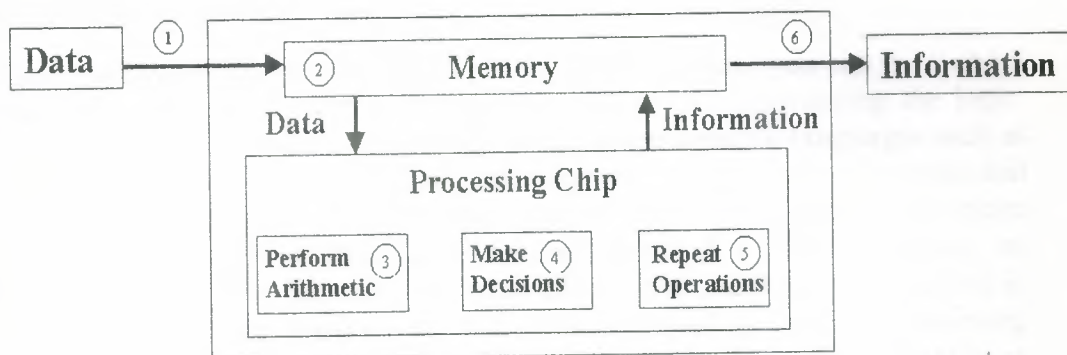 Data
1
2
Memory
6
Information
Data
Information
Processing Chip
Perform 3
Arithmetic
Make 4
Decisions
Repeat 5
Operations